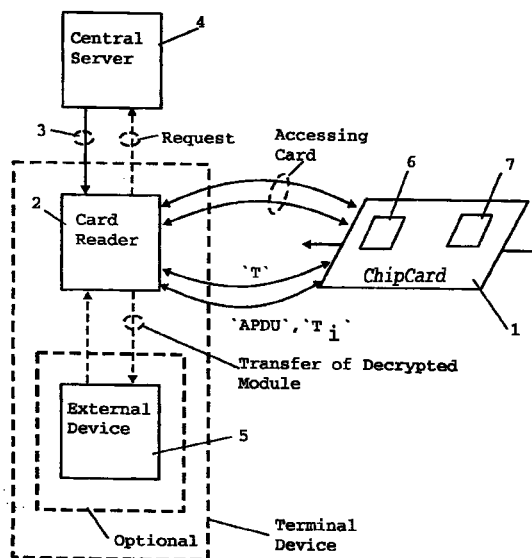 4
Central
Server
3
Request
Accessing
Card
6
7
2
Card
Reader
`T`
ChipCard
1
`APDU`,`T i`
Transfer of Decrypted
Module
External
Device
5
Optional
Terminal
Device